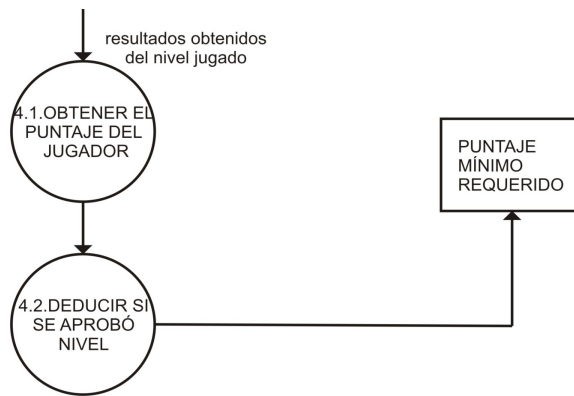 resultados obtenidos
del nivel jugado
4.1.OBTENER EL
PUNTAJE DEL
JUGADOR
PUNTAJE
MÍNIMO
REQUERIDO
4.2.DEDUCIR SI
SE APROBÓ
NIVEL